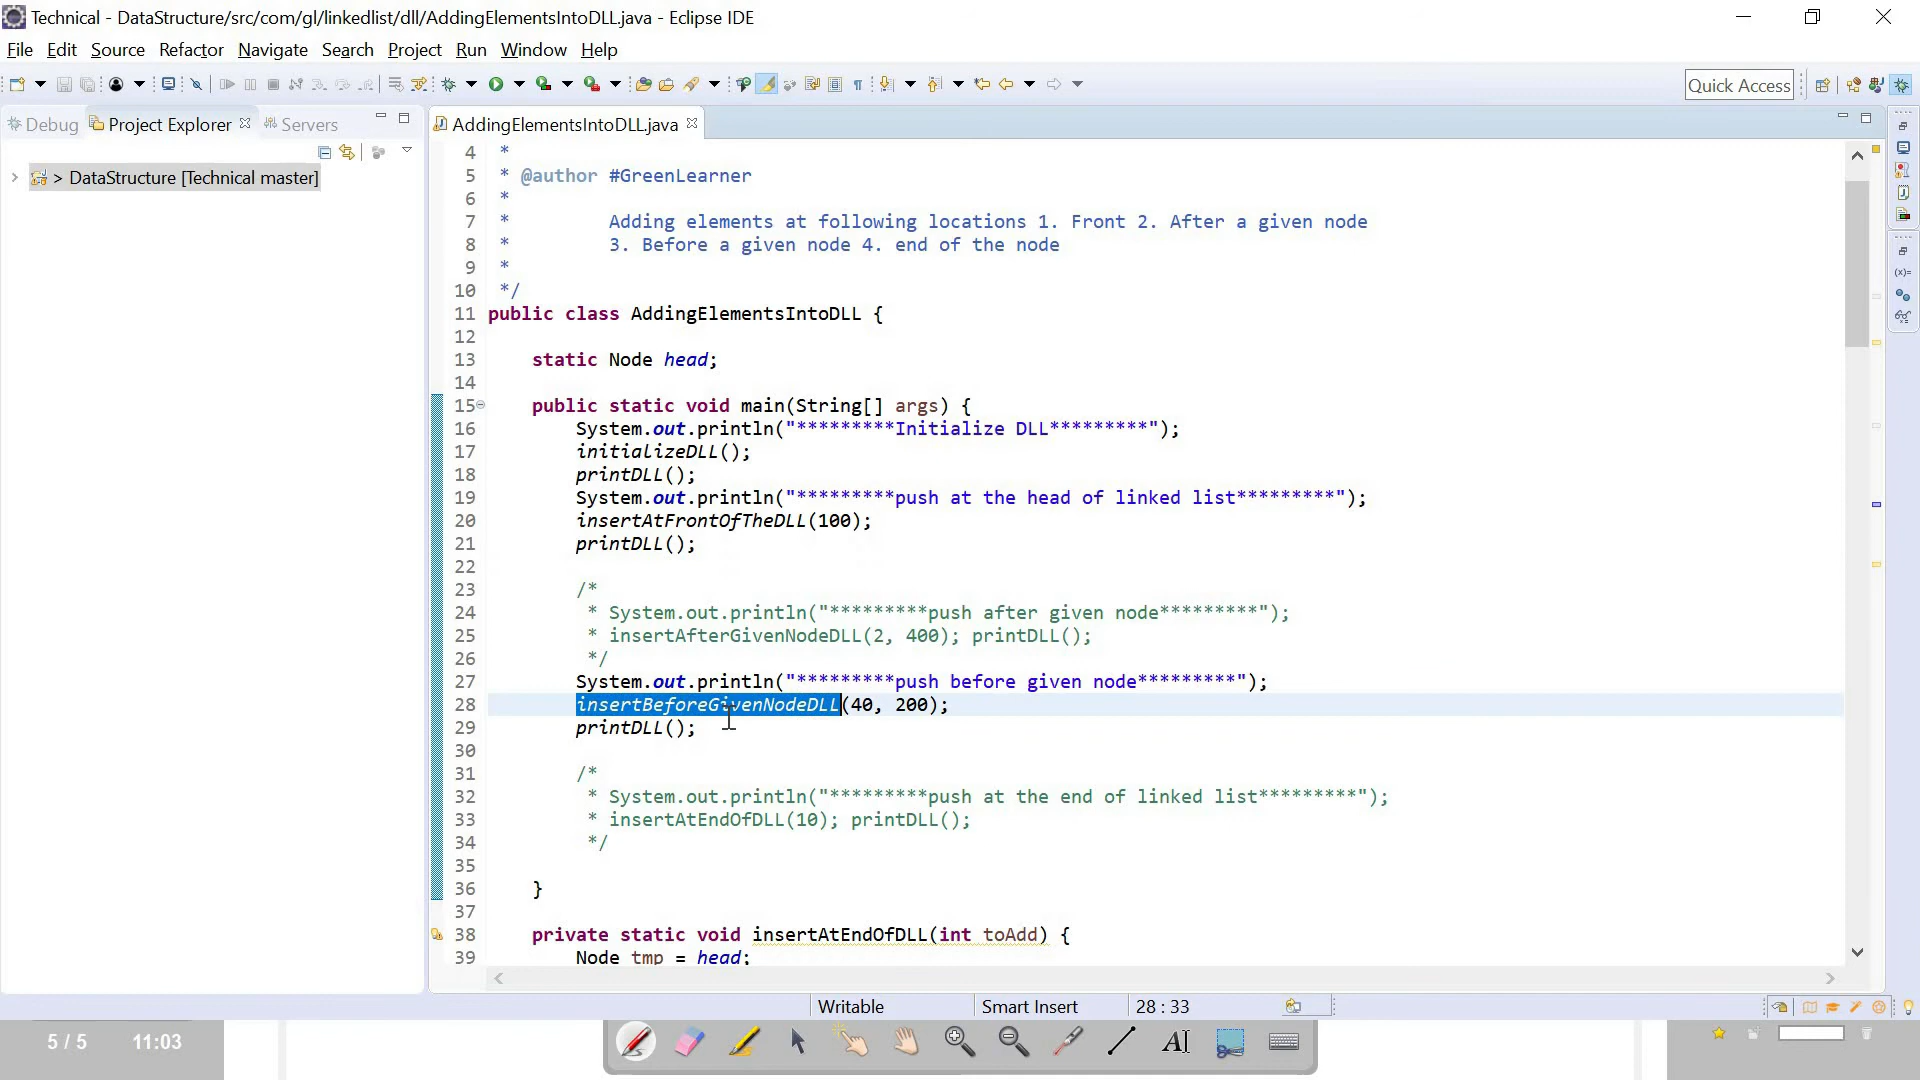 Technical - DataStructure/src/com/gl/linkedlist/dll/AddingElementsIntoDLL.java - Eclipse IDE
File Edit Source Refactor Navigate Search Project Run Window Help
Quick Access
Debug Project Explorer Servers
AddingElementsIntoDLL.java
> DataStructure [Technical master]
4 *
5 * @author #GreenLearner
6 *
7 * Adding elements at following locations 1. Front 2. After a given node
8 * 3. Before a given node 4. end of the node
9 *
10 */
11 public class AddingElementsIntoDLL {
12
13 static Node head;
14
15 public static void main(String[] args) {
16 System.out.println("*********Initialize DLL*********");
17 initializeDLL();
18 printDLL();
19 System.out.println("*********push at the head of linked list*********");
20 insertAtFrontOfTheDLL(100);
21 printDLL();
22
23 /*
24 * System.out.println("*********push after given node*********");
25 * insertAfterGivenNodeDLL(2, 400); printDLL();
26 */
27 System.out.println("*********push before given node*********");
28 insertBeforeGivenNodeDLL(40, 200);
29 printDLL();
30
31 /*
32 * System.out.println("*********push at the end of linked list*********");
33 * insertAtEndOfDLL(10); printDLL();
34 */
35
36 }
37
38 private static void insertAtEndOfDLL(int toAdd) {
39 Node tmp = head;
Writable Smart Insert 28 : 33
5 / 5 11:03